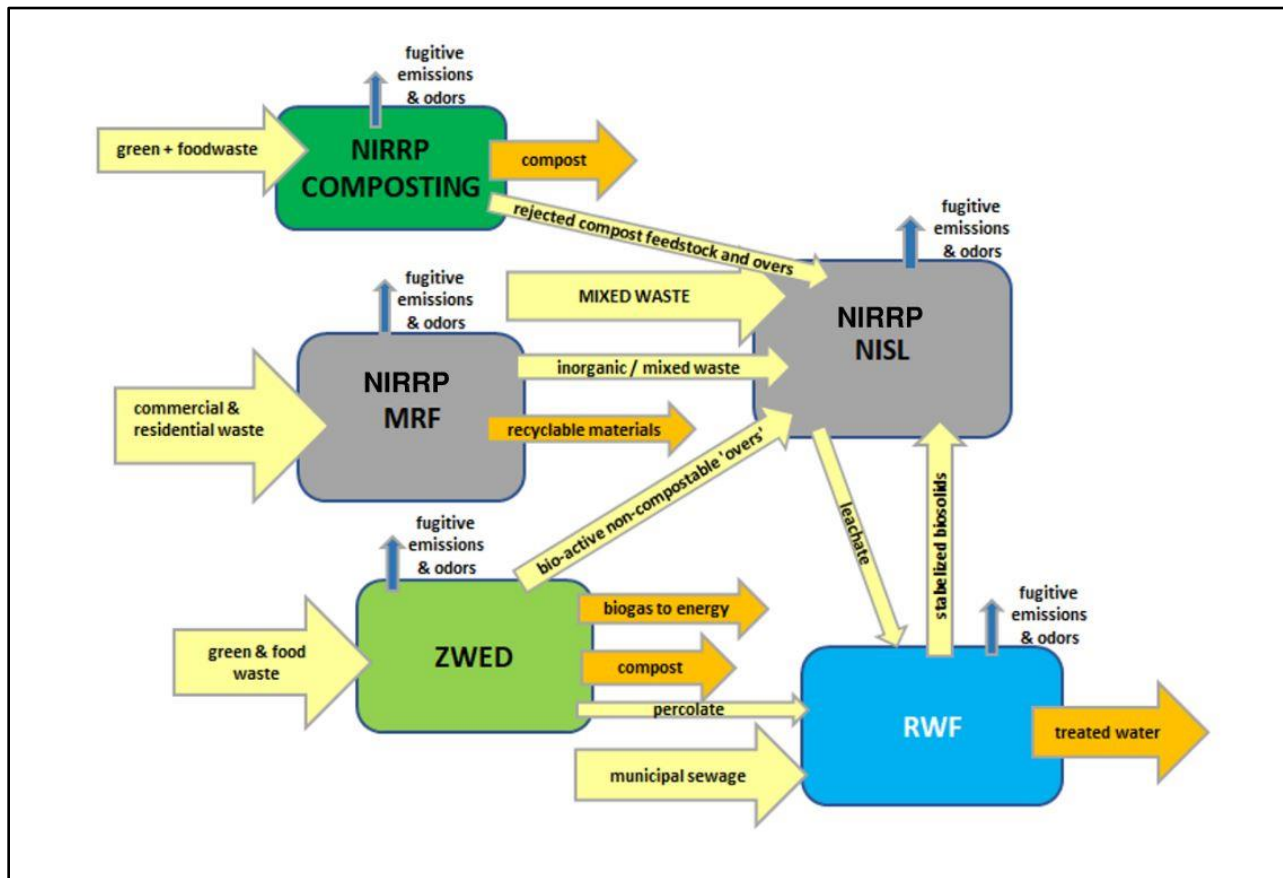 fugitive
emissions
& odors
green + foodwaste
NIRRP
COMPOSTING
compost
rejected compost feedstock and overs
fugitive
emissions
& odors
fugitive
emissions
& odors
MIXED WASTE
NIRRP
NISL
commercial &
residential waste
NIRRP
MRF
inorganic / mixed waste
recyclable materials
bio-active non-compostable 'overs'
leachate
stabelized biosolids
fugitive
emissions
& odors
green & food
waste
ZWED
biogas to energy
compost
percolate
fugitive
emissions
& odors
municipal sewage
RWF
treated water